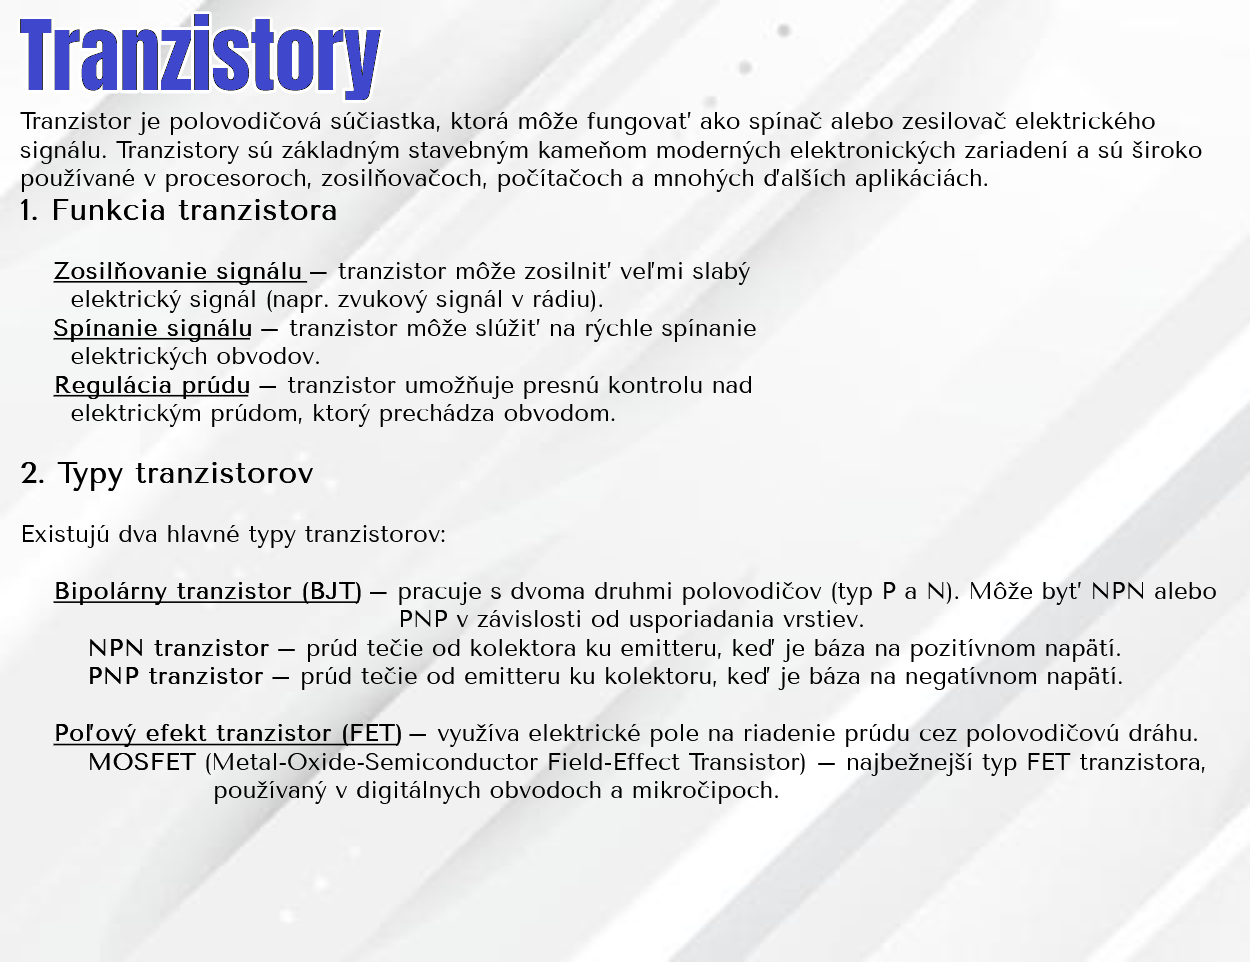 Tranzistory
Tranzistor je polovodičová súčiastka, ktorá môže fungovať ako spínač alebo zesilovač elektrického
signálu. Tranzistory sú základným stavebným kameňom moderných elektronických zariadení a sú široko
používané v procesoroch, zosilňovačoch, počítačoch a mnohých ďalších aplikáciách.
1. Funkcia tranzistora
Zosilňovanie signálu – tranzistor môže zosilniť veľmi slabý
elektrický signál (napr. zvukový signál v rádiu).
Spínanie signálu – tranzistor môže slúžiť na rýchle spínanie
elektrických obvodov.
Regulácia prúdu – tranzistor umožňuje presnú kontrolu nad
elektrickým prúdom, ktorý prechádza obvodom.
2. Typy tranzistorov
Existujú dva hlavné typy tranzistorov:
Bipolárny tranzistor (BJT) – pracuje s dvoma druhmi polovodičov (typ P a N). Môže byť NPN alebo
PNP v závislosti od usporiadania vrstiev.
NPN tranzistor – prúd tečie od kolektora ku emitteru, keď je báza na pozitívnom napätí.
PNP tranzistor – prúd tečie od emitteru ku kolektoru, keď je báza na negatívnom napätí.
Poľový efekt tranzistor (FET) – využíva elektrické pole na riadenie prúdu cez polovodičovú dráhu.
MOSFET (Metal-Oxide-Semiconductor Field-Effect Transistor) – najbežnejší typ FET tranzistora,
používaný v digitálnych obvodoch a mikročipoch.